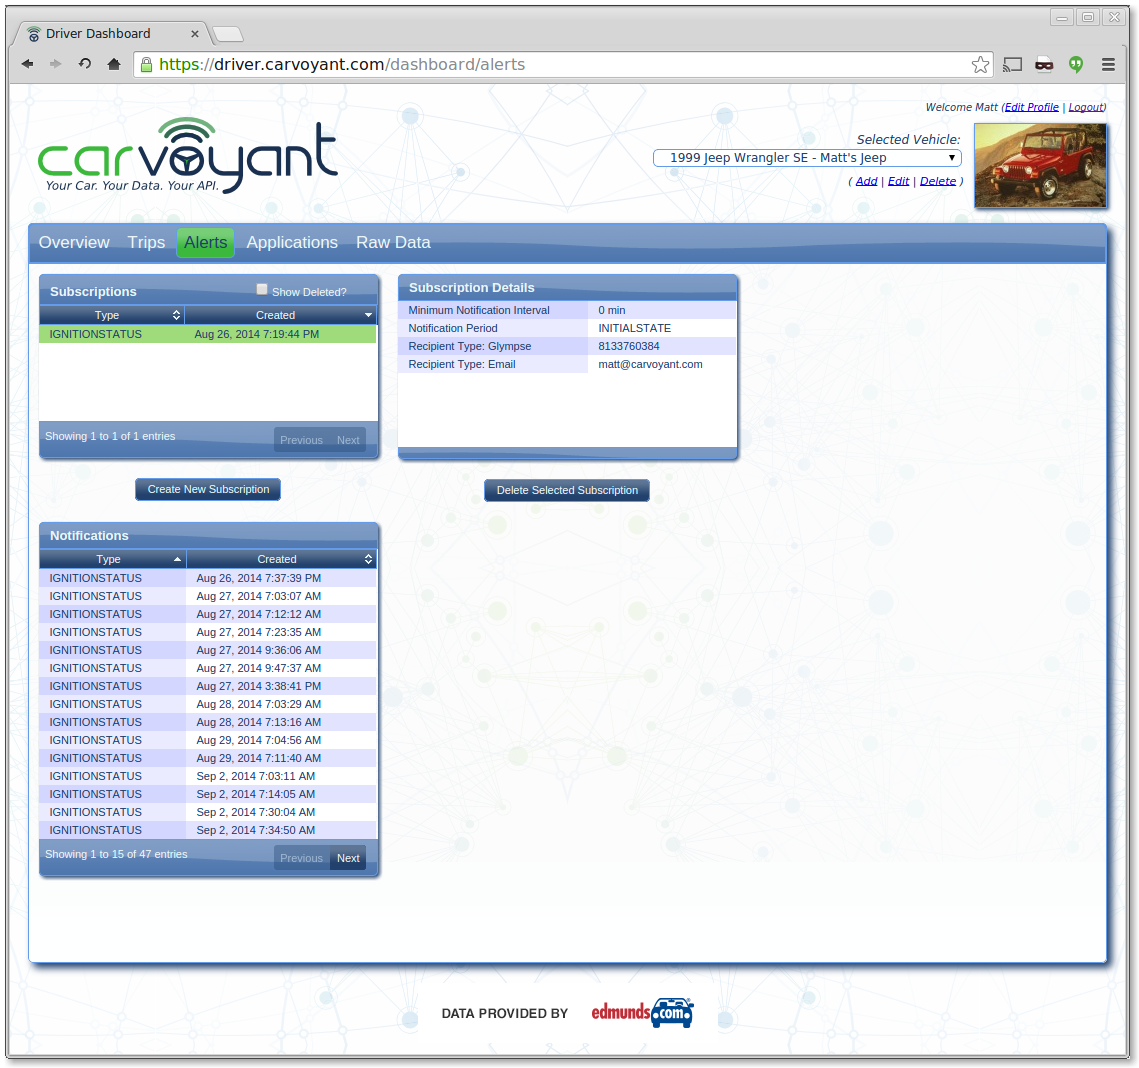 Driver Dashboard
https://driver.carvoyant.com/dashboard/alerts
Welcome Matt (Edit Profile | Logout)
carvoyant
Your Car. Your Data. Your API.
Selected Vehicle:
1999 Jeep Wrangler SE - Matt's Jeep
( Add | Edit | Delete )
Overview Trips Alerts Applications Raw Data
Subscriptions Show Deleted?
Type Created
IGNITIONSTATUS Aug 26, 2014 7:19:44 PM
Showing 1 to 1 of 1 entries Previous Next
Create New Subscription
Subscription Details
Minimum Notification Interval 0 min
Notification Period INITIALSTATE
Recipient Type: Glympse 8133760384
Recipient Type: Email matt@carvoyant.com
Delete Selected Subscription
Notifications
Type Created
IGNITIONSTATUS Aug 26, 2014 7:37:39 PM
IGNITIONSTATUS Aug 27, 2014 7:03:07 AM
IGNITIONSTATUS Aug 27, 2014 7:12:12 AM
IGNITIONSTATUS Aug 27, 2014 7:23:35 AM
IGNITIONSTATUS Aug 27, 2014 9:36:06 AM
IGNITIONSTATUS Aug 27, 2014 9:47:37 AM
IGNITIONSTATUS Aug 27, 2014 3:38:41 PM
IGNITIONSTATUS Aug 28, 2014 7:03:29 AM
IGNITIONSTATUS Aug 28, 2014 7:13:16 AM
IGNITIONSTATUS Aug 29, 2014 7:04:56 AM
IGNITIONSTATUS Aug 29, 2014 7:11:40 AM
IGNITIONSTATUS Sep 2, 2014 7:03:11 AM
IGNITIONSTATUS Sep 2, 2014 7:14:05 AM
IGNITIONSTATUS Sep 2, 2014 7:30:04 AM
IGNITIONSTATUS Sep 2, 2014 7:34:50 AM
Showing 1 to 15 of 47 entries Previous Next
DATA PROVIDED BY edmunds.com